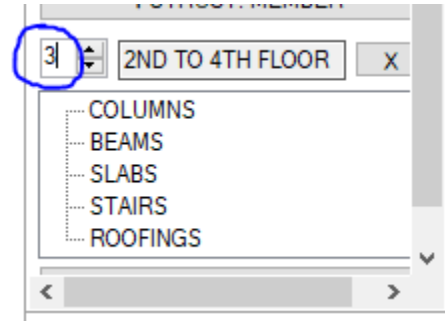 3 2ND TO 4TH FLOOR X
COLUMNS
BEAMS
SLABS
STAIRS
ROOFINGS